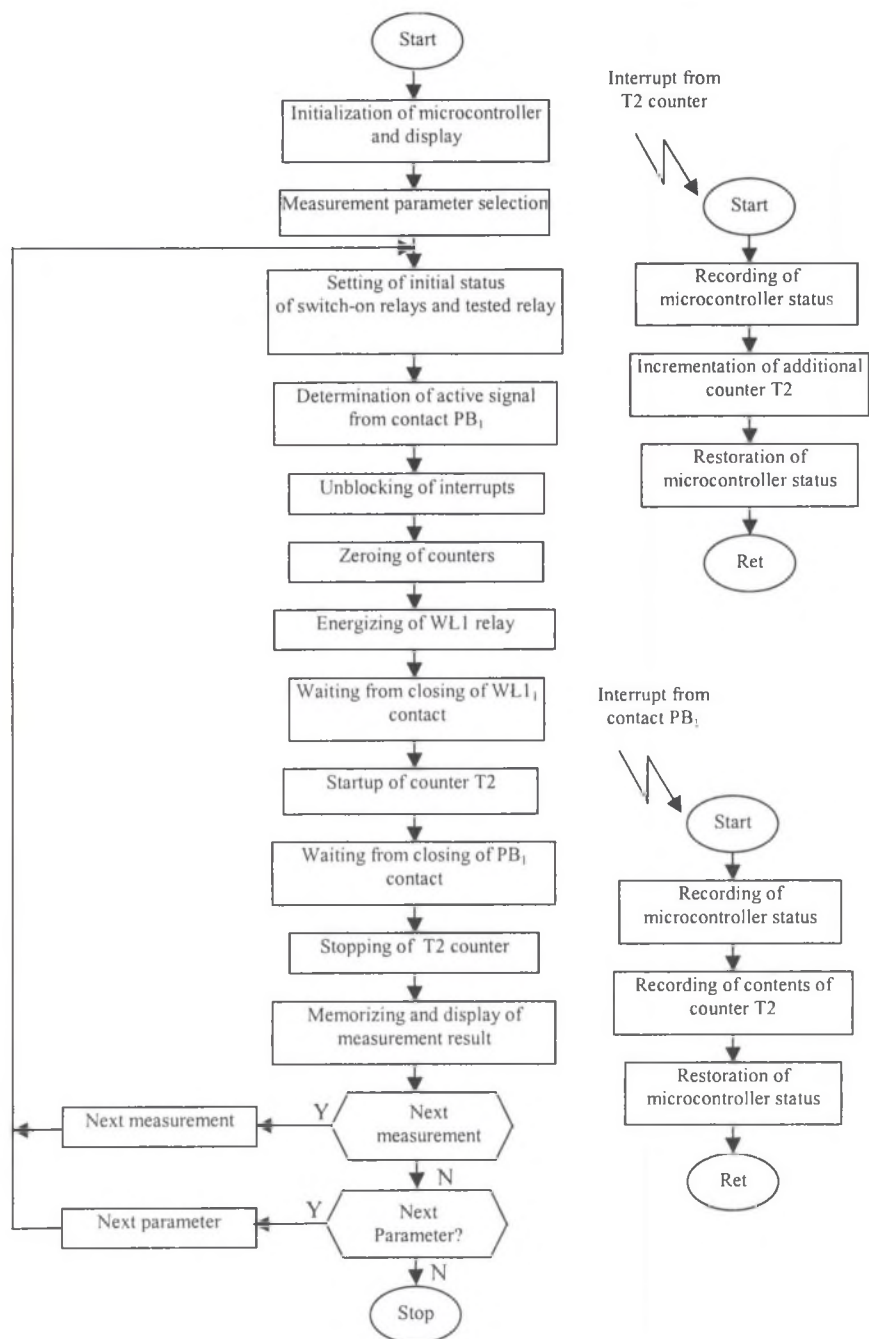 Start
Initialization of microcontroller
and display
Measurement parameter selection
Setting of initial status
of switch-on relays and tested relay
Determination of active signal
from contact PB₁
Unblocking of interrupts
Zeroing of counters
Energizing of WŁ1 relay
Waiting from closing of WŁ1₁
contact
Startup of counter T2
Waiting from closing of PB₁
contact
Stopping of T2 counter
Memorizing and display of
measurement result
Next
measurement
Y
Next measurement
N
Next
Parameter?
Y
Next parameter
N
Stop
Interrupt from
T2 counter
Start
Recording of
microcontroller status
Incrementation of additional
counter T2
Restoration of
microcontroller status
Ret
Interrupt from
contact PB₁
Start
Recording of
microcontroller status
Recording of contents of
counter T2
Restoration of
microcontroller status
Ret